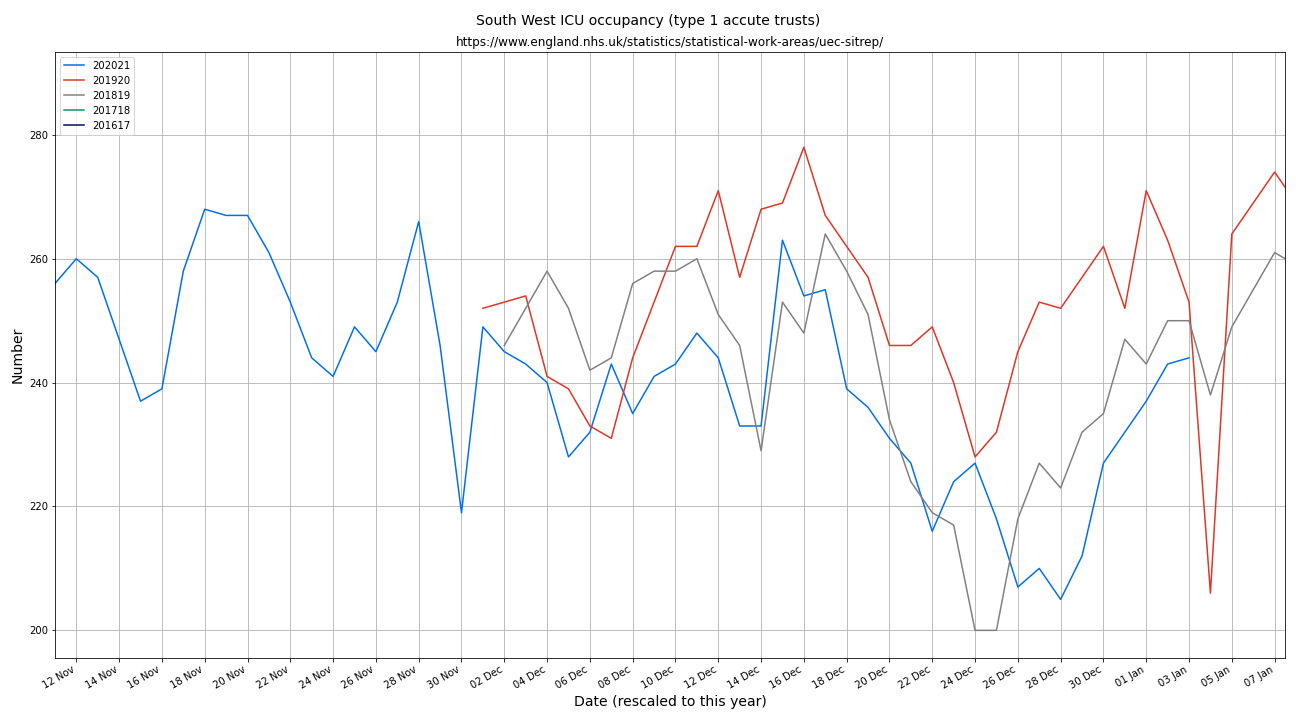 South West ICU occupancy (type 1 accute trusts)
https://www.england.nhs.uk/statistics/statistical-work-areas/uec-sitrep/
202021
201920
201819
201718
201617
280
260
240
220
200
Number
12 Nov
14 Nov
16 Nov
18 Nov
20 Nov
22 Nov
24 Nov
26 Nov
28 Nov
30 Nov
02 Dec
04 Dec
06 Dec
08 Dec
10 Dec
12 Dec
14 Dec
16 Dec
18 Dec
20 Dec
22 Dec
24 Dec
26 Dec
28 Dec
30 Dec
01 Jan
03 Jan
05 Jan
07 Jan
Date (rescaled to this year)